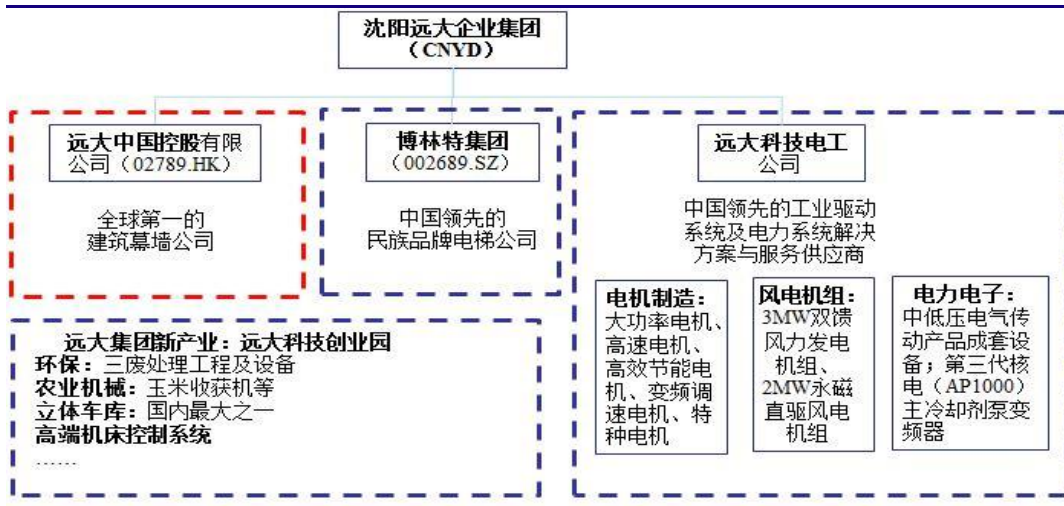 沈阳远大企业集团
（CNYD）
远大中国控股有限
公司（02789.HK）
全球第一的
建筑幕墙公司
博林特集团
（002689.SZ）
中国领先的
民族品牌电梯公司
远大科技电工
公司
中国领先的工业驱动
系统及电力系统解决
方案与服务供应商
电机制造：
大功率电机、
高速电机、
高效节能电
机、变频调
速电机、特
种电机
风电机组：
3MW双馈
风力发电
机组、
2MW永磁
直驱风电
机组
电力电子：
中低压电气传
动产品成套设
备；第三代核
电（AP1000）
主冷却剂泵变
频器
远大集团新产业：远大科技创业园
环保：三废处理工程及设备
农业机械：玉米收获机等
立体车库：国内最大之一
高端机床控制系统
……